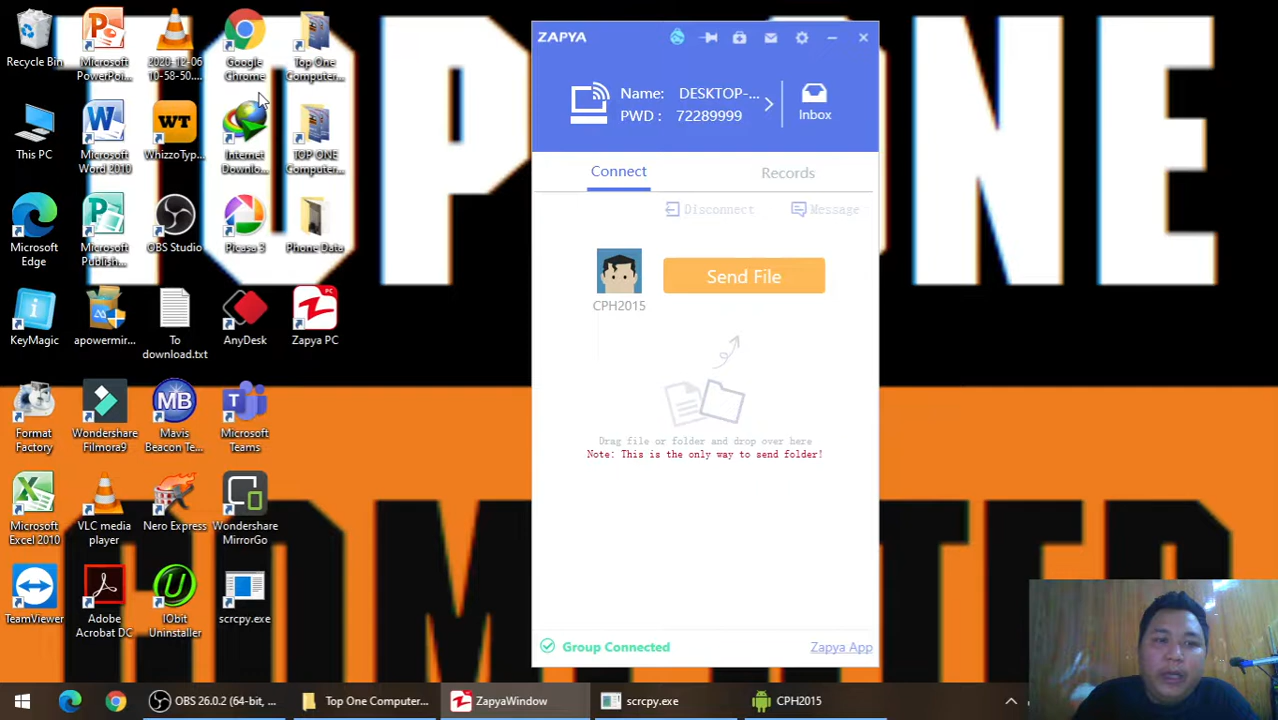 TOP ONE
COMPUTER
Recycle Bin
Microsoft
PowerPoi...
2020-12-06
10-58-50....
Google
Chrome
Top One
Computer...
This PC
Microsoft
Word 2010
WT
WhizzoTyp...
Internet
Downlo...
TOP ONE
Computer...
Microsoft
Edge
Microsoft
Publish...
OBS Studio
Picasa 3
Phone Data
KeyMagic
apowermir...
To
download.txt
AnyDesk
PC
Zapya PC
Format
Factory
Wondershare
Filmora9
MB
Mavis
Beacon Te...
Microsoft
Teams
Microsoft
Excel 2010
VLC media
player
Nero Express
Wondershare
MirrorGo
TeamViewer
Adobe
Acrobat DC
IObit
Uninstaller
scrcpy.exe
ZAPYA
Name: DESKTOP-...
PWD : 72289999
Inbox
Connect
Records
Disconnect
Message
CPH2015
Send File
Drag file or folder and drop over here
Note: This is the only way to send folder!
Group Connected
Zapya App
OBS 26.0.2 (64-bit, ...
Top One Computer...
ZapyaWindow
scrcpy.exe
CPH2015